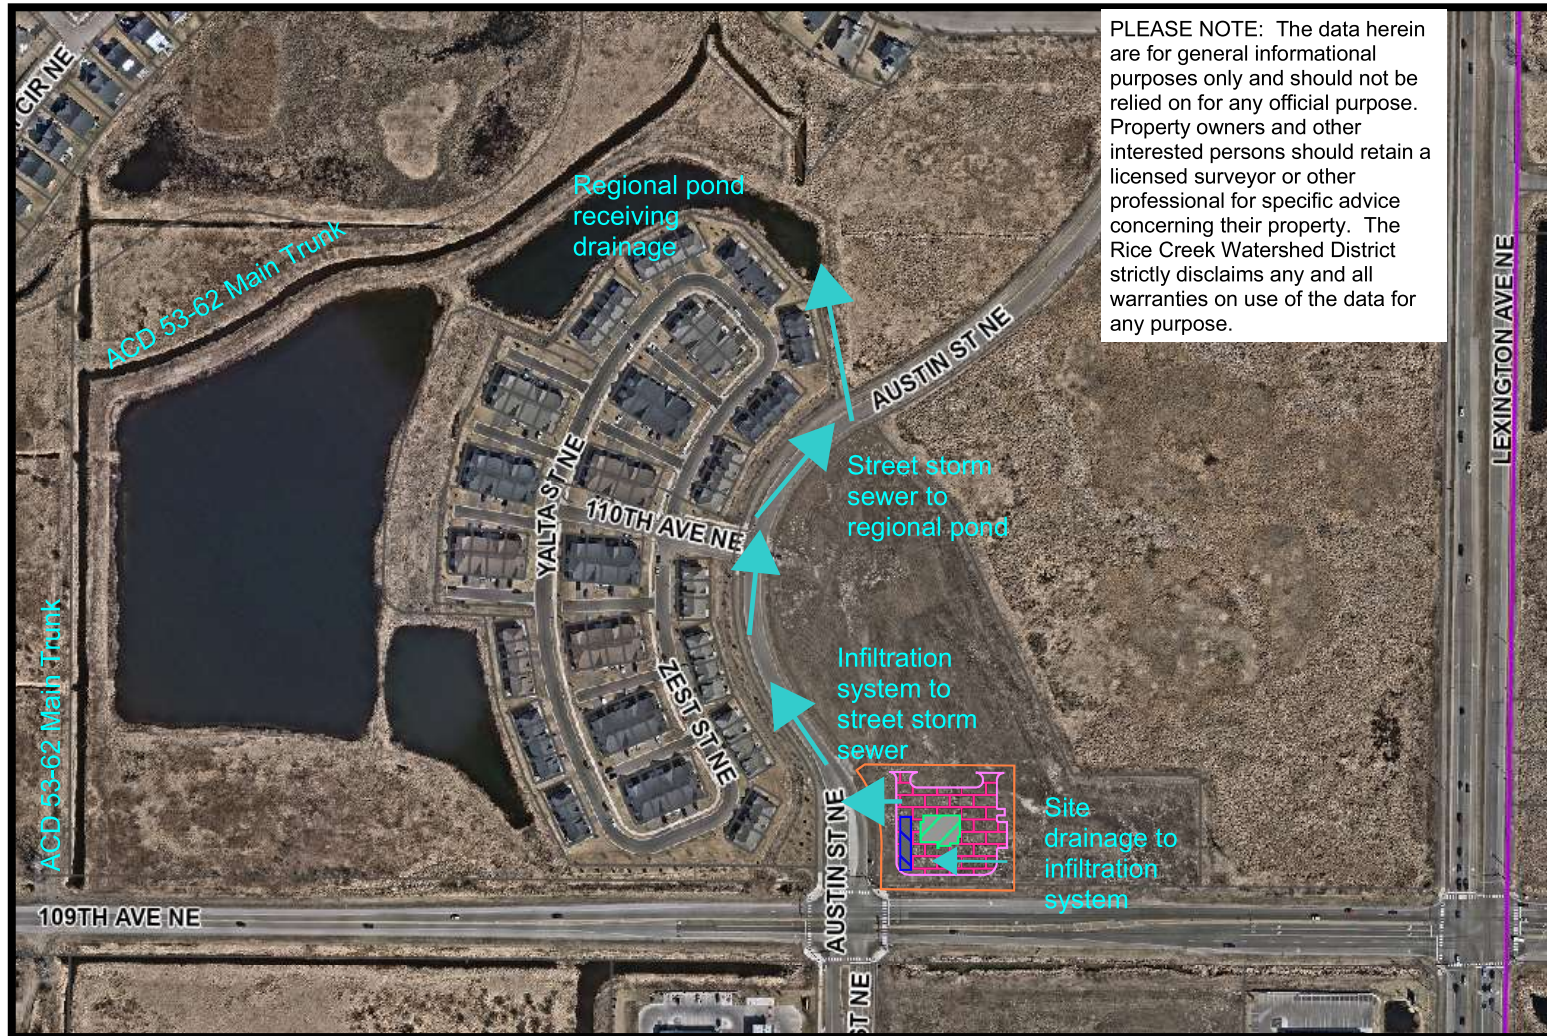 PLEASE NOTE:  The data herein
are for general informational
purposes only and should not be
relied on for any official purpose.
Property owners and other
interested persons should retain a
licensed surveyor or other
professional for specific advice
concerning their property.  The
Rice Creek Watershed District
strictly disclaims any and all
warranties on use of the data for
any purpose.
CIR NE
Regional pond
receiving
drainage
ACD 53-62 Main Trunk
AUSTIN ST NE
LEXINGTON AVE NE
Street storm
sewer to
regional pond
YALTA ST NE
110TH AVE NE
ACD 53-62 Main Trunk
Infiltration
system to
street storm
sewer
ZEST ST NE
Site
drainage to
infiltration
system
AUSTIN ST NE
109TH AVE NE
ST NE